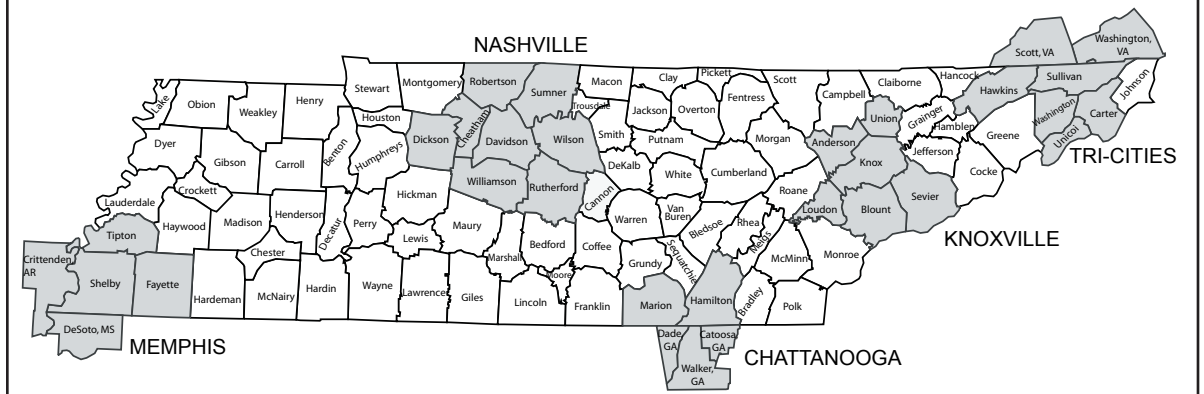 NASHVILLE
Scott, VA
Washington,
VA
Lake
Obion
Weakley
Henry
Stewart
Montgomery
Robertson
Sumner
Macon
Clay
Pickett
Scott
Campbell
Claiborne
Hancock
Hawkins
Sullivan
Johnson
Houston
Trousdale
Jackson
Overton
Fentress
Union
Grainger
Hamblen
Greene
Washington
Carter
Unicoi
TRI-CITIES
Dyer
Gibson
Carroll
Benton
Humphreys
Dickson
Cheatham
Davidson
Wilson
Smith
Putnam
Morgan
Anderson
Knox
Jefferson
Cocke
DeKalb
White
Cumberland
Roane
Loudon
Blount
Sevier
KNOXVILLE
Lauderdale
Crockett
Haywood
Madison
Henderson
Decatur
Perry
Hickman
Williamson
Rutherford
Cannon
Warren
Van
Buren
Bledsoe
Rhea
Meigs
McMinn
Monroe
Tipton
Chester
Lewis
Maury
Marshall
Bedford
Coffee
Grundy
Sequatchie
Crittenden,
AR
Shelby
Fayette
Hardeman
McNairy
Hardin
Wayne
Lawrence
Giles
Lincoln
Moore
Franklin
Marion
Hamilton
Bradley
Polk
DeSoto, MS
MEMPHIS
Dade,
GA
Catoosa,
GA
Walker,
GA
CHATTANOOGA